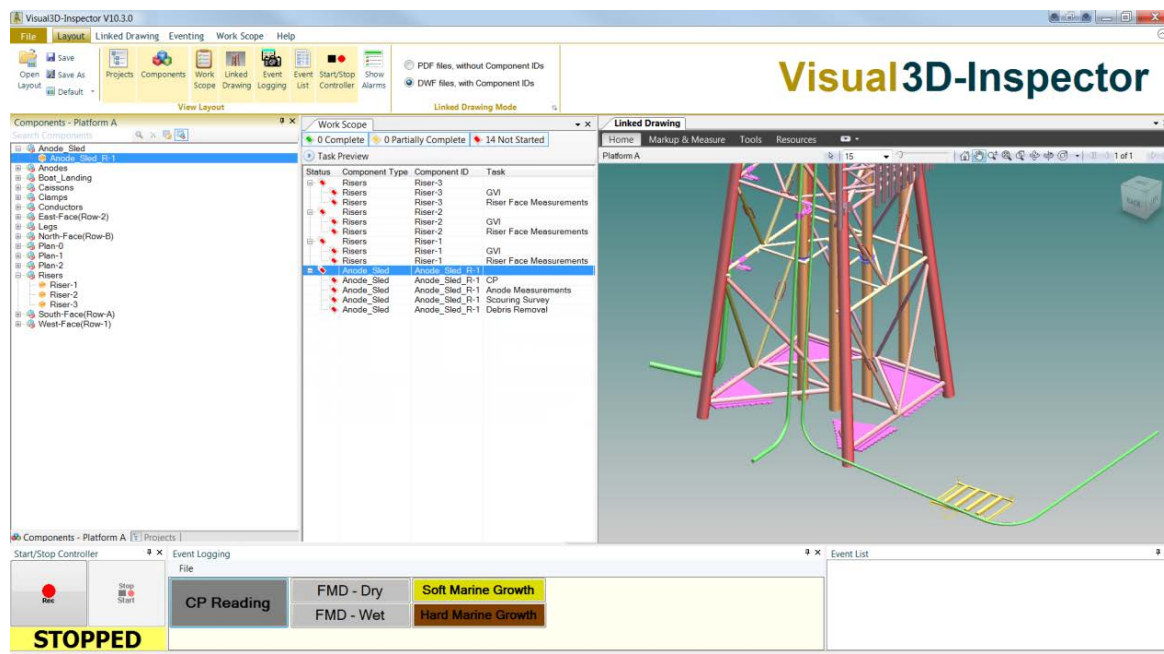 Visual3D-Inspector V10.3.0
File Layout Linked Drawing Eventing Work Scope Help
Open Layout
Save
Save As
Default
Projects
Components
Work Scope
Linked Drawing
Event Logging
Event List
Start/Stop Controller
Show Alarms
PDF files, without Component IDs
DWF files, with Component IDs
View Layout
Linked Drawing Mode
Visual3D-Inspector
Components - Platform A
Search Components
Anode_Sled
Anode_Sled_R-1
Anodes
Boat_Landing
Caissons
Clamps
Conductors
East-Face(Row-2)
Legs
North-Face(Row-B)
Plan-0
Plan-1
Plan-2
Risers
Riser-1
Riser-2
Riser-3
South-Face(Row-A)
West-Face(Row-1)
Components - Platform A Projects
Work Scope
0 Complete 0 Partially Complete 14 Not Started
Task Preview
Status Component Type Component ID Task
Risers Riser-3
Risers Riser-3 GVI
Risers Riser-3 Riser Face Measurements
Risers Riser-2
Risers Riser-2 GVI
Risers Riser-2 Riser Face Measurements
Risers Riser-1
Risers Riser-1 GVI
Risers Riser-1 Riser Face Measurements
Anode_Sled Anode_Sled_R-1
Anode_Sled Anode_Sled_R-1 CP
Anode_Sled Anode_Sled_R-1 Anode Measurements
Anode_Sled Anode_Sled_R-1 Scouring Survey
Anode_Sled Anode_Sled_R-1 Debris Removal
Linked Drawing
Home Markup & Measure Tools Resources
Platform A 15 1 of 1
Start/Stop Controller
Rec
Stop
Start
STOPPED
Event Logging
File
CP Reading
FMD - Dry
Soft Marine Growth
FMD - Wet
Hard Marine Growth
Event List